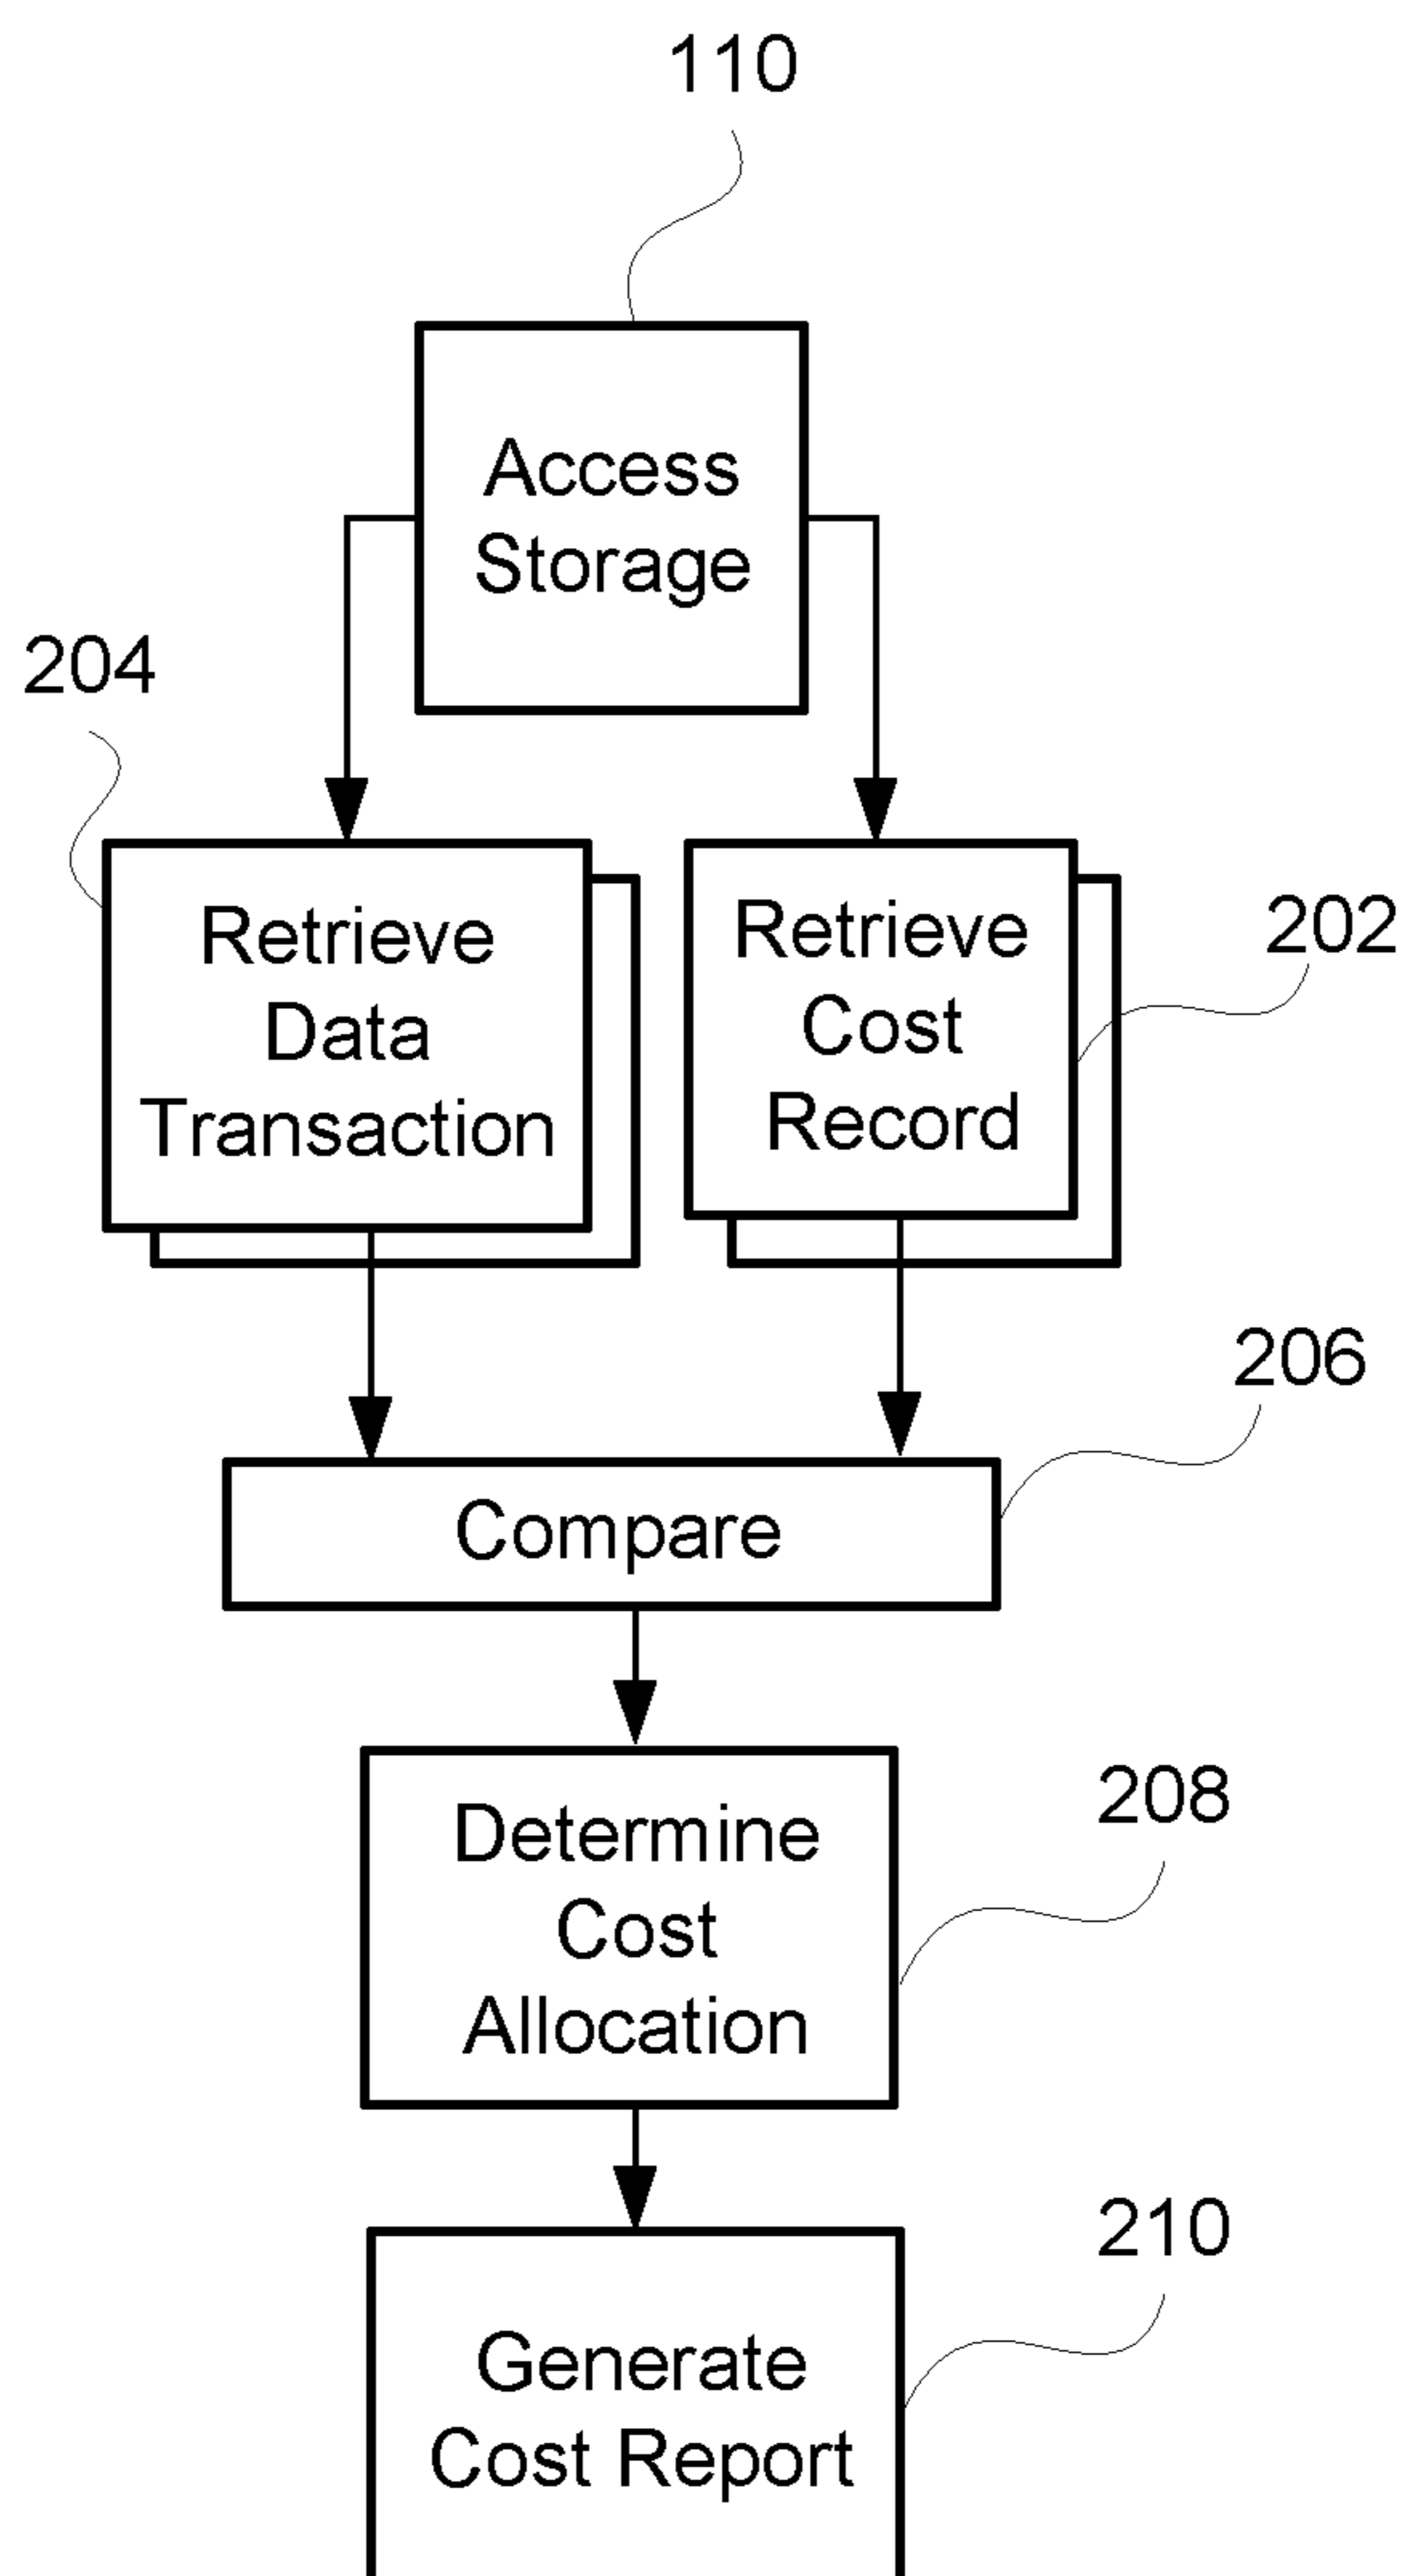 110
Access
Storage
204
Retrieve
Data
Transaction
Retrieve
Cost
Record
202
206
Compare
Determine
Cost
Allocation
208
210
Generate
Cost Report